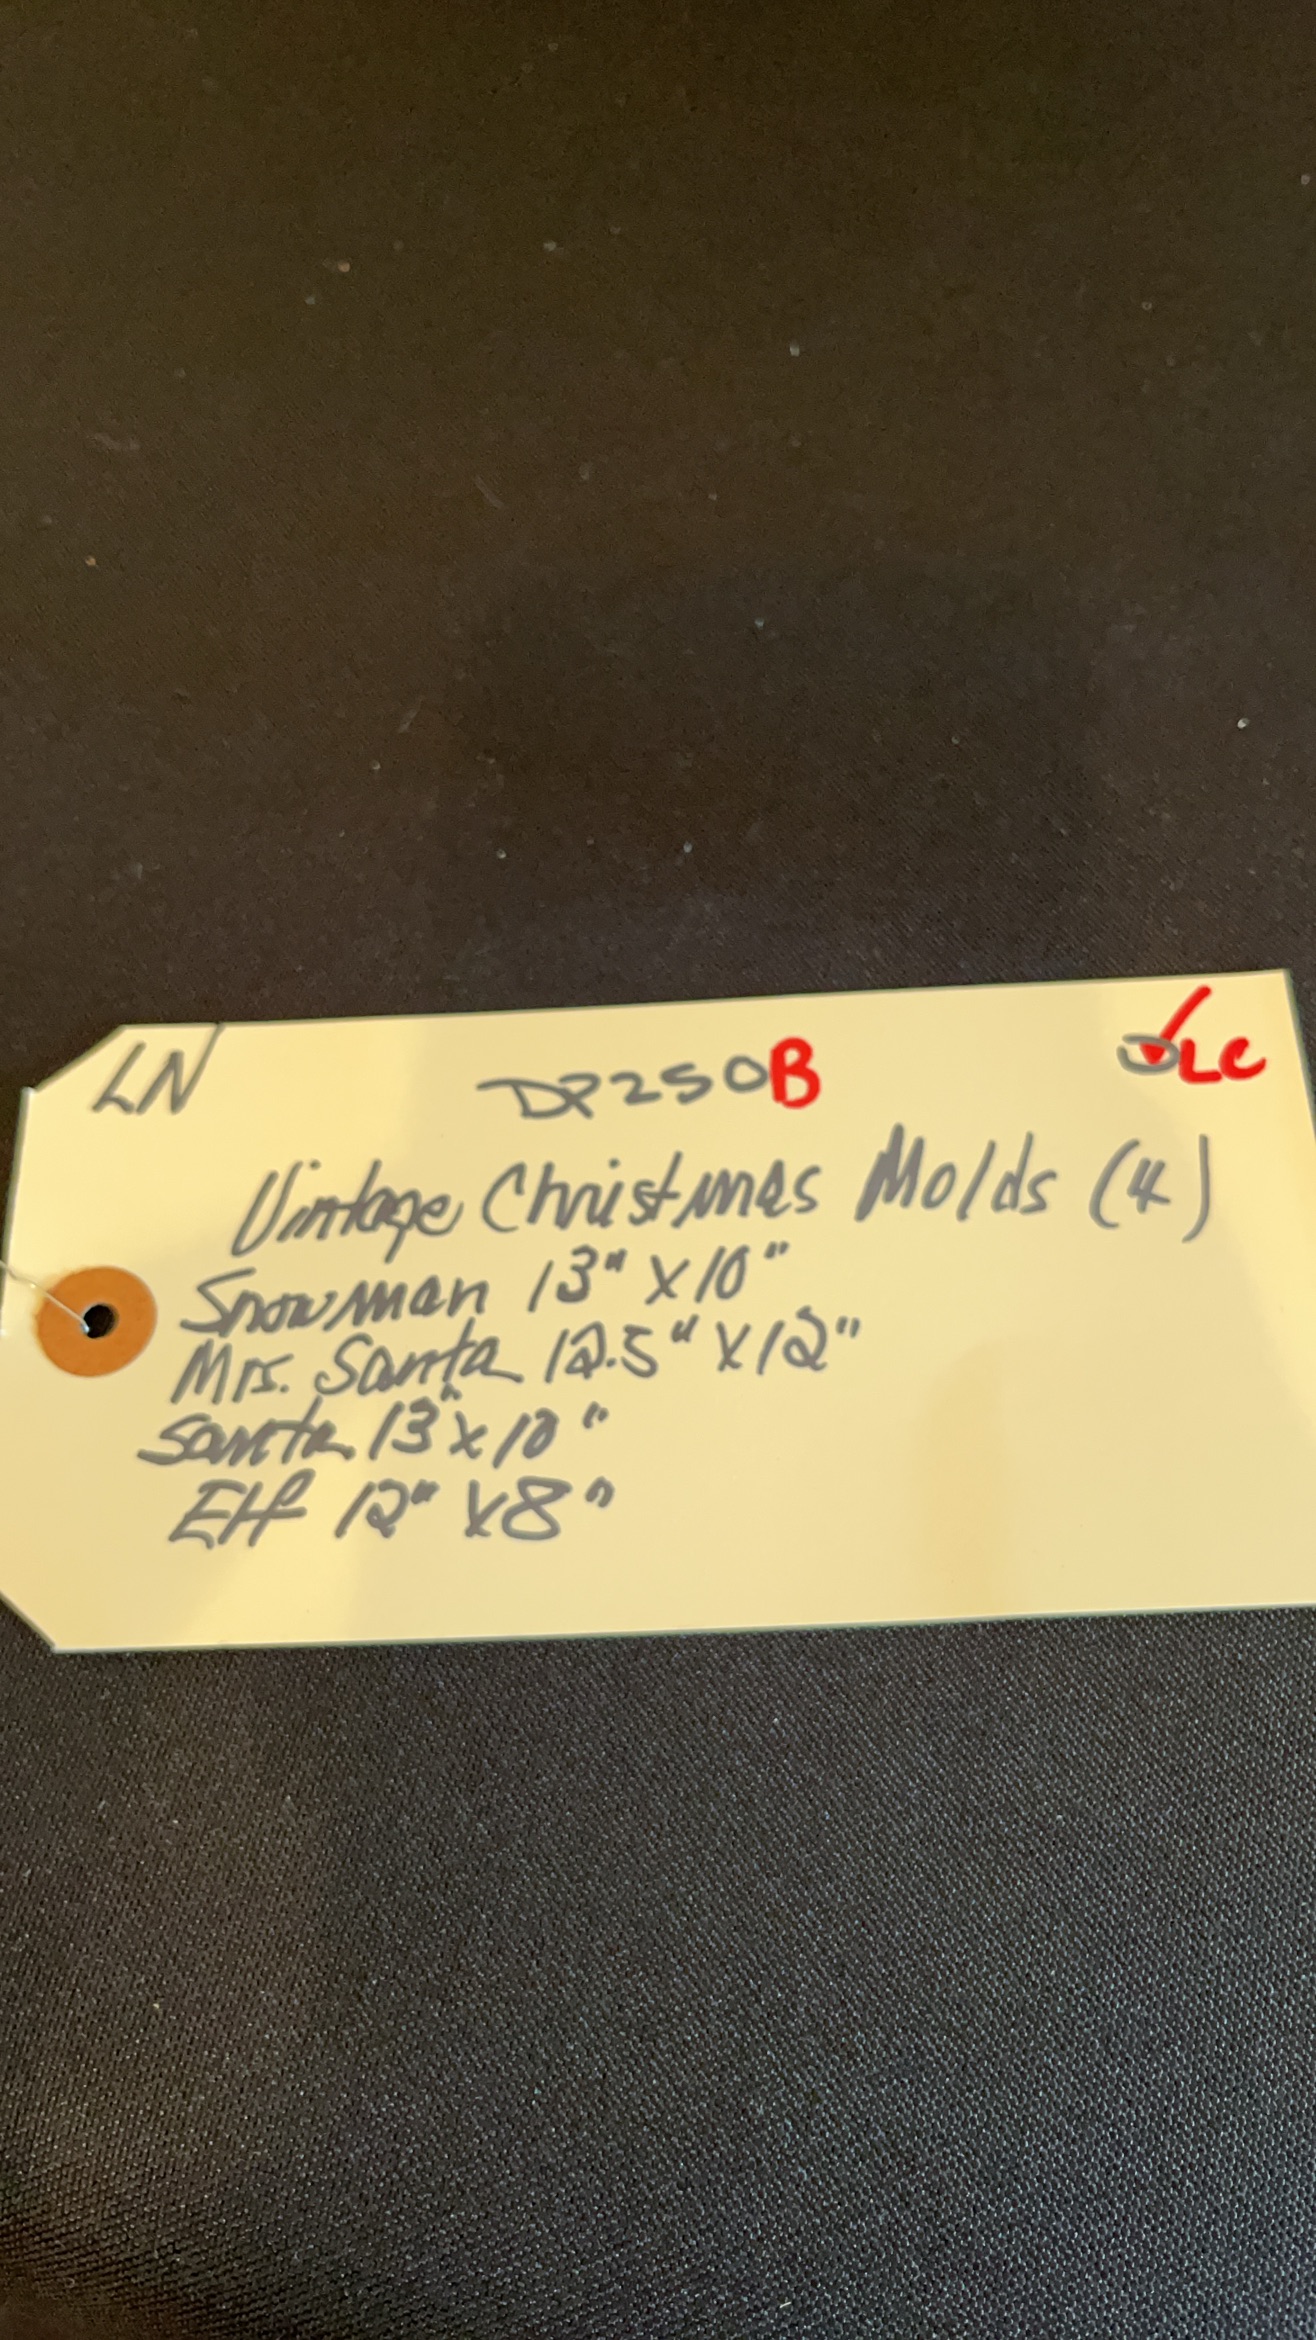 LN DP250B ✓LC
Vintage Christmas Molds (4)
Snowman 13" X 10"
Mrs. Santa 12.5" X 12"
Santa 13" X 10"
Elf 12" X 8"